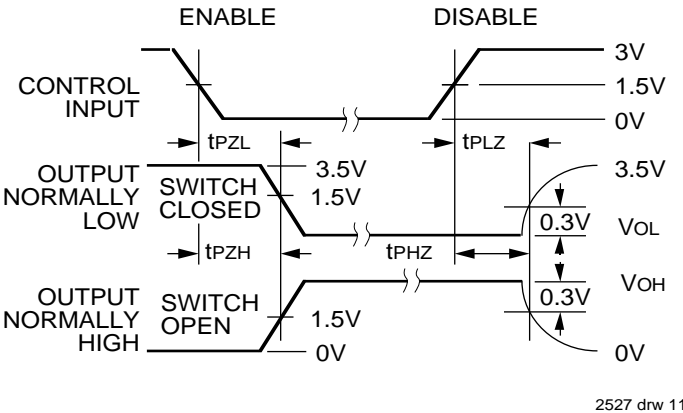 ENABLE DISABLE
3V
CONTROL
INPUT
1.5V
0V
tPZL tPLZ
OUTPUT
NORMALLY
LOW
SWITCH
CLOSED
3.5V
1.5V
3.5V
0.3V
VOL
tPZH tPHZ
OUTPUT
NORMALLY
HIGH
SWITCH
OPEN
1.5V
0V
VOH
0.3V
0V
2527 drw 11